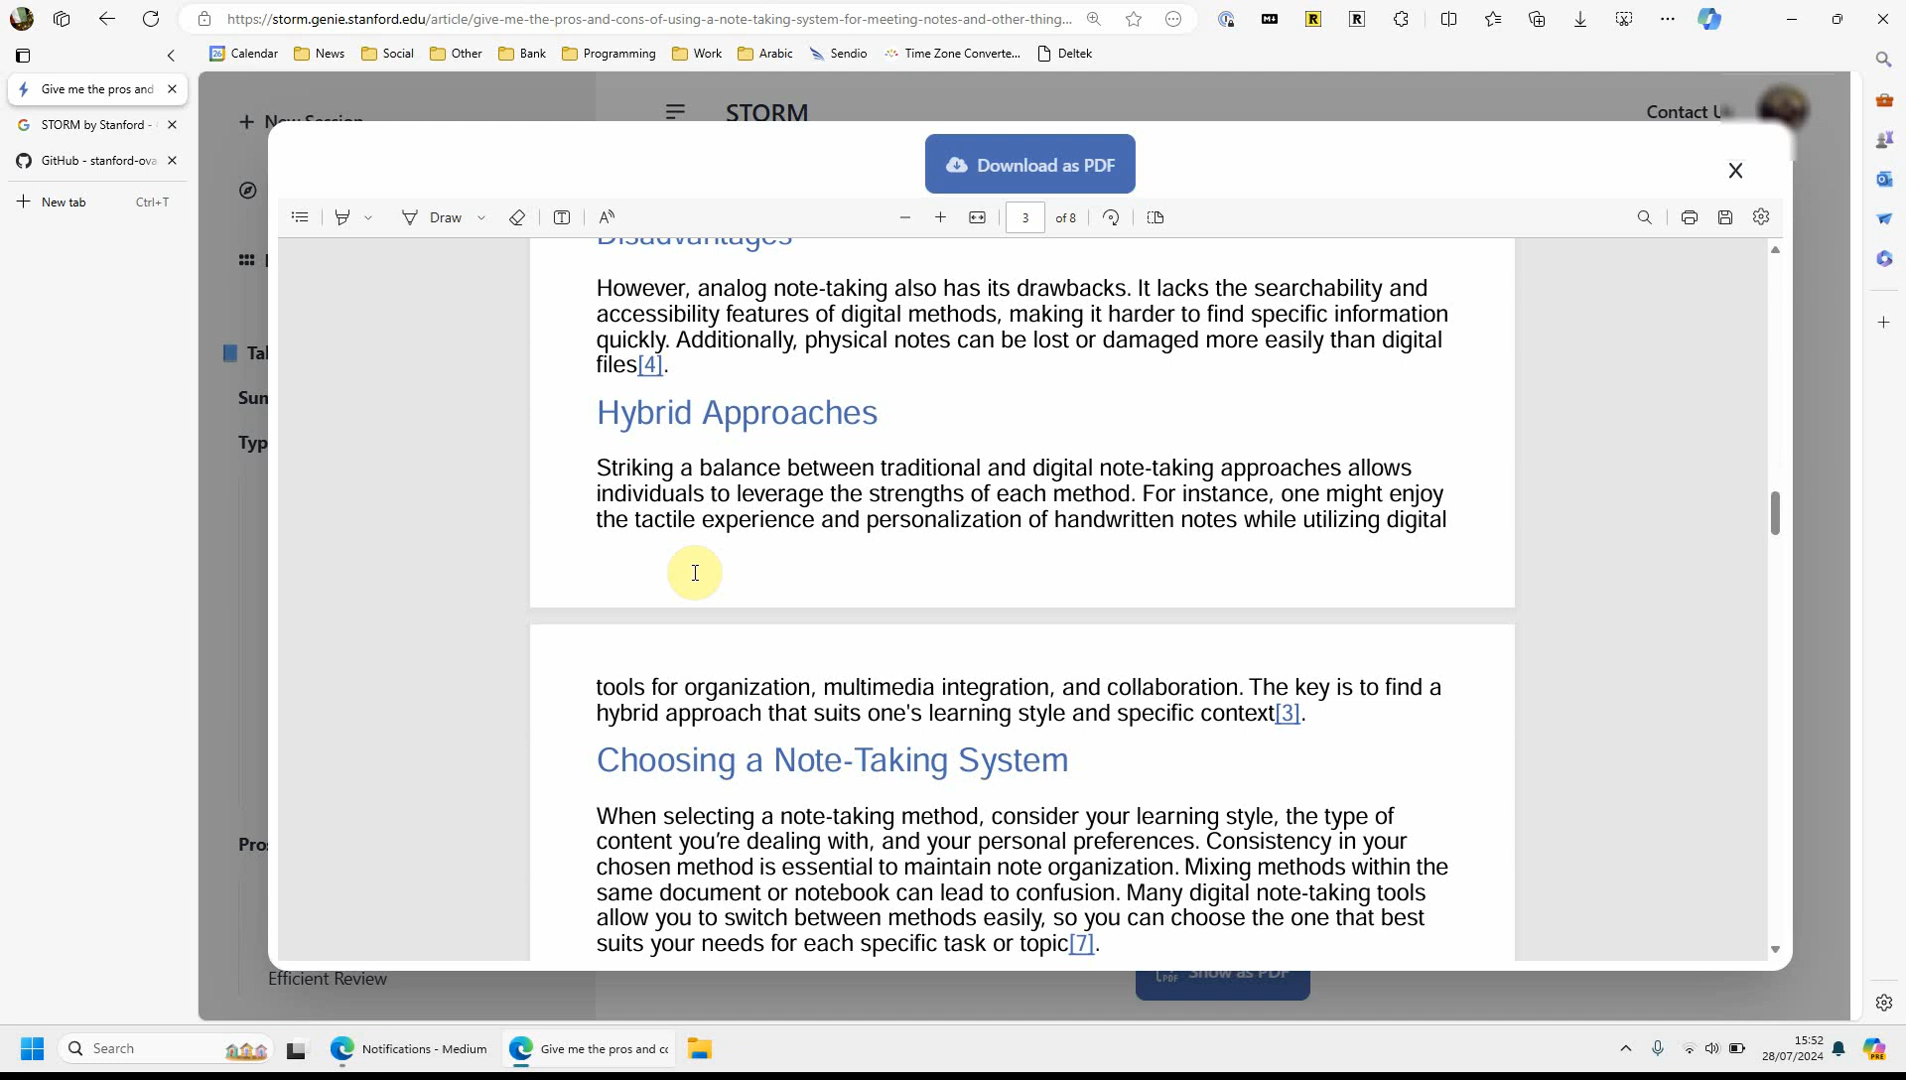 https://storm.genie.stanford.edu/article/give-me-the-pros-and-cons-of-using-a-note-taking-system-for-meeting-notes-and-other-thing...
Calendar News Social Other Bank Programming Work Arabic Sendio Time Zone Converte... Deltek
Give me the pros and
STORM by Stanford -
GitHub - stanford-ova
New tab Ctrl+T
New Session
STORM
Contact U
Download as PDF
X
Draw
3 of 8
Disadvantages
However, analog note-taking also has its drawbacks. It lacks the searchability and
accessibility features of digital methods, making it harder to find specific information
quickly. Additionally, physical notes can be lost or damaged more easily than digital
files[4].
Hybrid Approaches
Striking a balance between traditional and digital note-taking approaches allows
individuals to leverage the strengths of each method. For instance, one might enjoy
the tactile experience and personalization of handwritten notes while utilizing digital
tools for organization, multimedia integration, and collaboration. The key is to find a
hybrid approach that suits one's learning style and specific context[3].
Choosing a Note-Taking System
When selecting a note-taking method, consider your learning style, the type of
content you're dealing with, and your personal preferences. Consistency in your
chosen method is essential to maintain note organization. Mixing methods within the
same document or notebook can lead to confusion. Many digital note-taking tools
allow you to switch between methods easily, so you can choose the one that best
suits your needs for each specific task or topic[7].
Tal
Sun
Typ
Pros
Efficient Review
Show as PDF
Search
Notifications - Medium
Give me the pros and co
15:52
28/07/2024